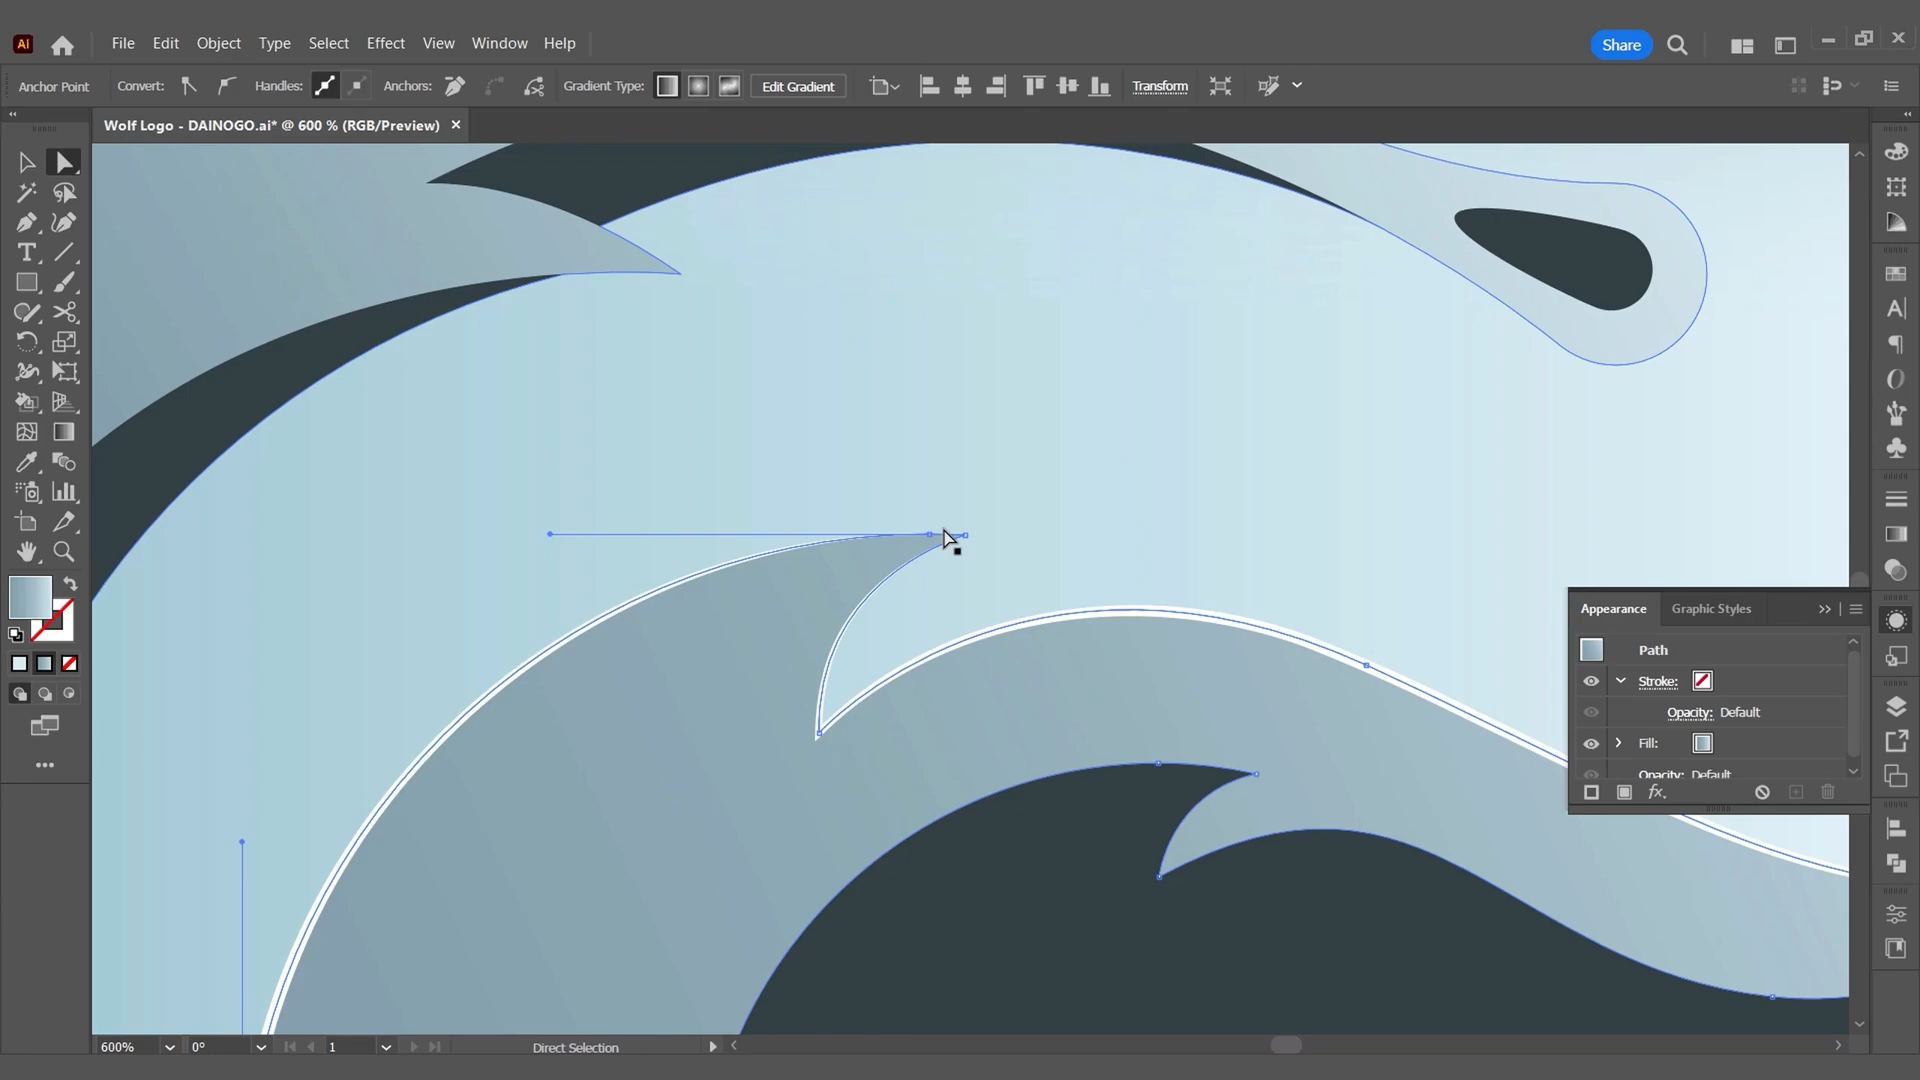 Ai File Edit Object Type Select Effect View Window Help Share
Anchor Point Convert: Handles: Anchors: Gradient Type: Edit Gradient Transform
Wolf Logo - DAINOGO.ai* @ 600 % (RGB/Preview)
Appearance Graphic Styles
Path
Stroke:
Opacity: Default
Fill:
Opacity: Default
fx.
600% 0° 1 Direct Selection